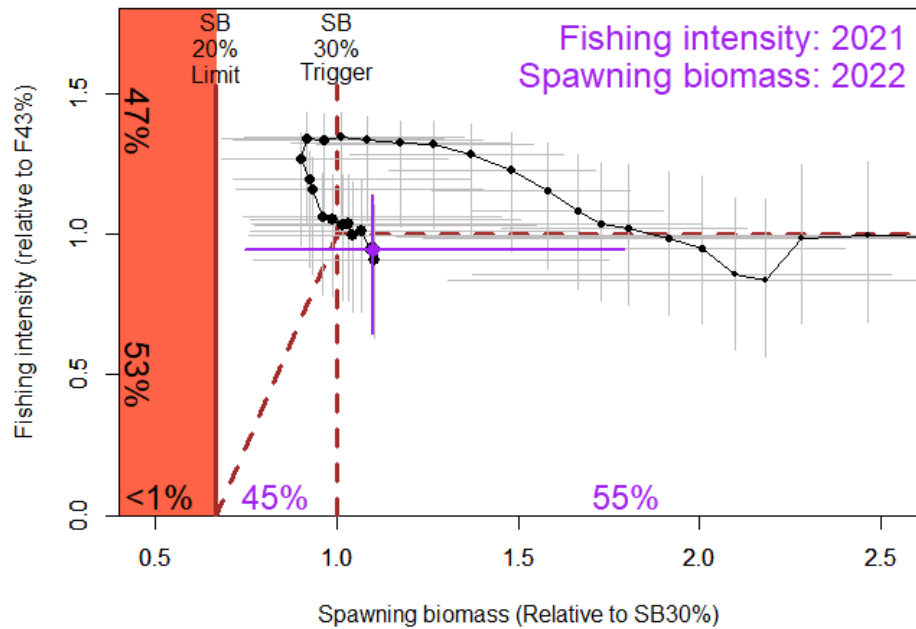 SB
20%
Limit
SB
30%
Trigger
Fishing intensity: 2021
Spawning biomass: 2022
47%
53%
<1%
45%
55%
Fishing intensity (relative to F43%)
1.5
1.0
0.5
0.0
0.5
1.0
1.5
2.0
2.5
Spawning biomass (Relative to SB30%)